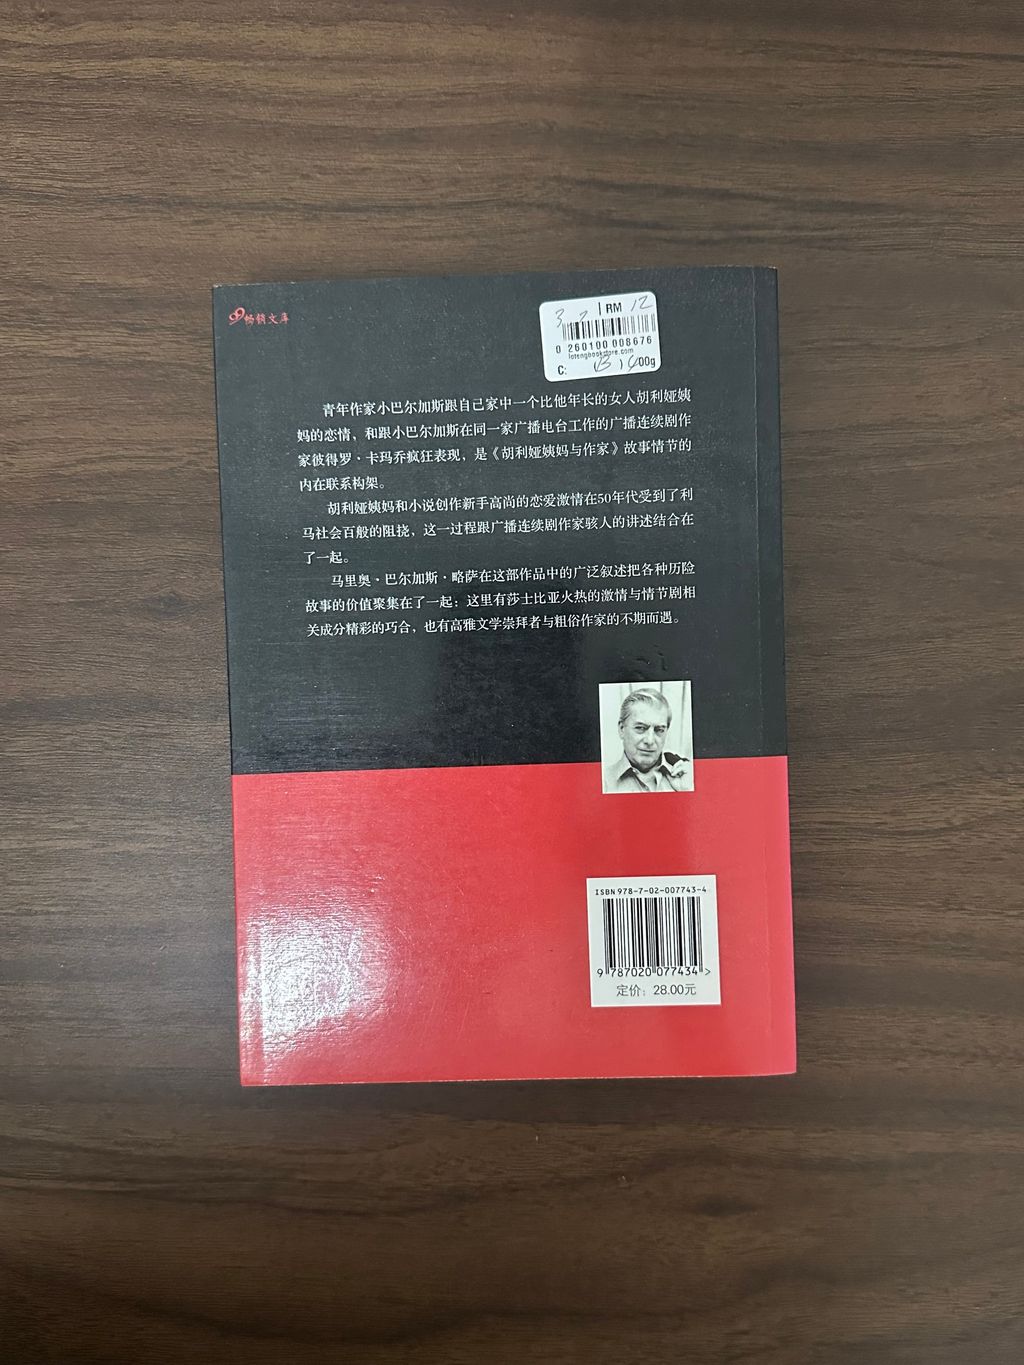 99畅销文库
RM 12
0 260100 008676
lotengbookstore.com
C:
00g
青年作家小巴尔加斯跟自己家中一个比他年长的女人胡利娅姨
妈的恋情，和跟小巴尔加斯在同一家广播电台工作的广播连续剧作
家彼得罗·卡玛乔疯狂表现，是《胡利娅姨妈与作家》故事情节的
内在联系构架。
胡利娅姨妈和小说创作新手高尚的恋爱激情在50年代受到了利
马社会百般的阻挠，这一过程跟广播连续剧作家骇人的讲述结合在
了一起。
马里奥·巴尔加斯·略萨在这部作品中的广泛叙述把各种历险
故事的价值聚集在了一起：这里有莎士比亚火热的激情与情节剧相
关成分精彩的巧合，也有高雅文学崇拜者与粗俗作家的不期而遇。
ISBN 978-7-02-007743-4
9 787020 077434 >
定价：28.00元